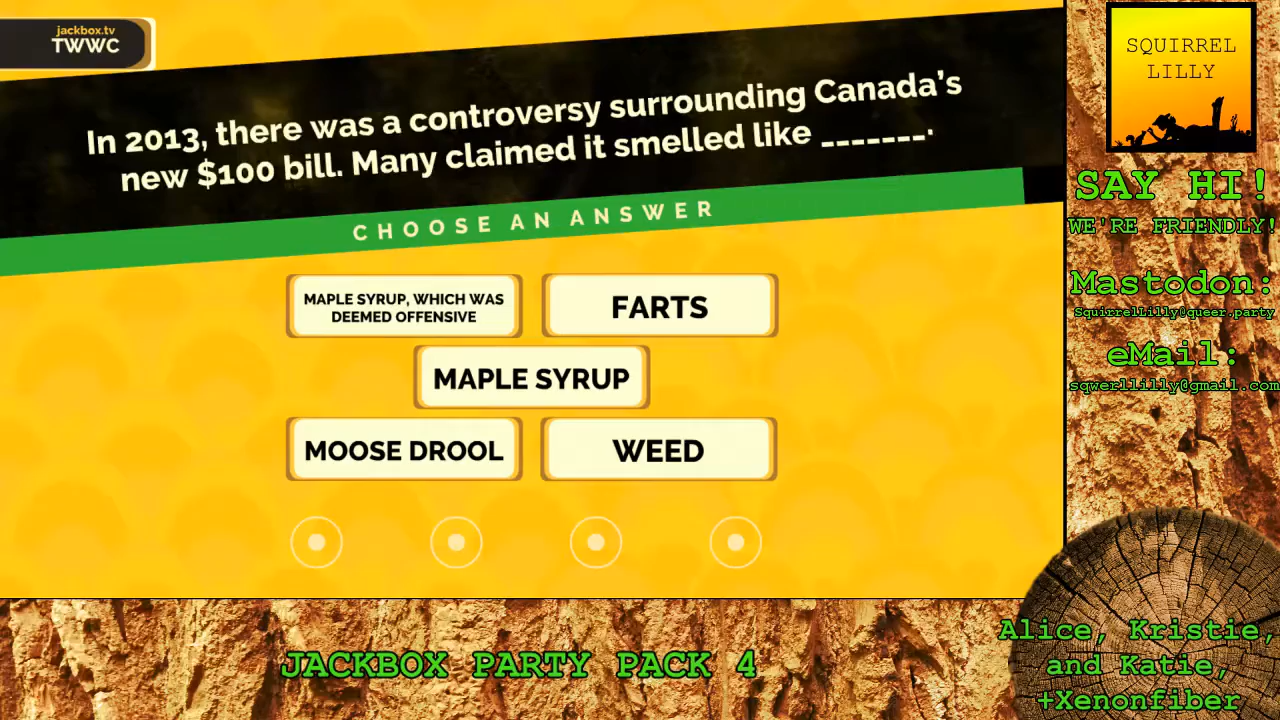 jackbox.tv
TWWC
In 2013, there was a controversy surrounding Canada's
new $100 bill. Many claimed it smelled like _______.
CHOOSE AN ANSWER
MAPLE SYRUP, WHICH WAS
DEEMED OFFENSIVE
FARTS
MAPLE SYRUP
MOOSE DROOL
WEED
SQUIRREL
LILLY
SAY HI!
WE'RE FRIENDLY!
Mastodon:
SquirrelLilly@queer.party
eMail:
sqwerllilly@gmail.com
JACKBOX PARTY PACK 4
Alice, Kristie,
and Katie,
+Xenonfiber